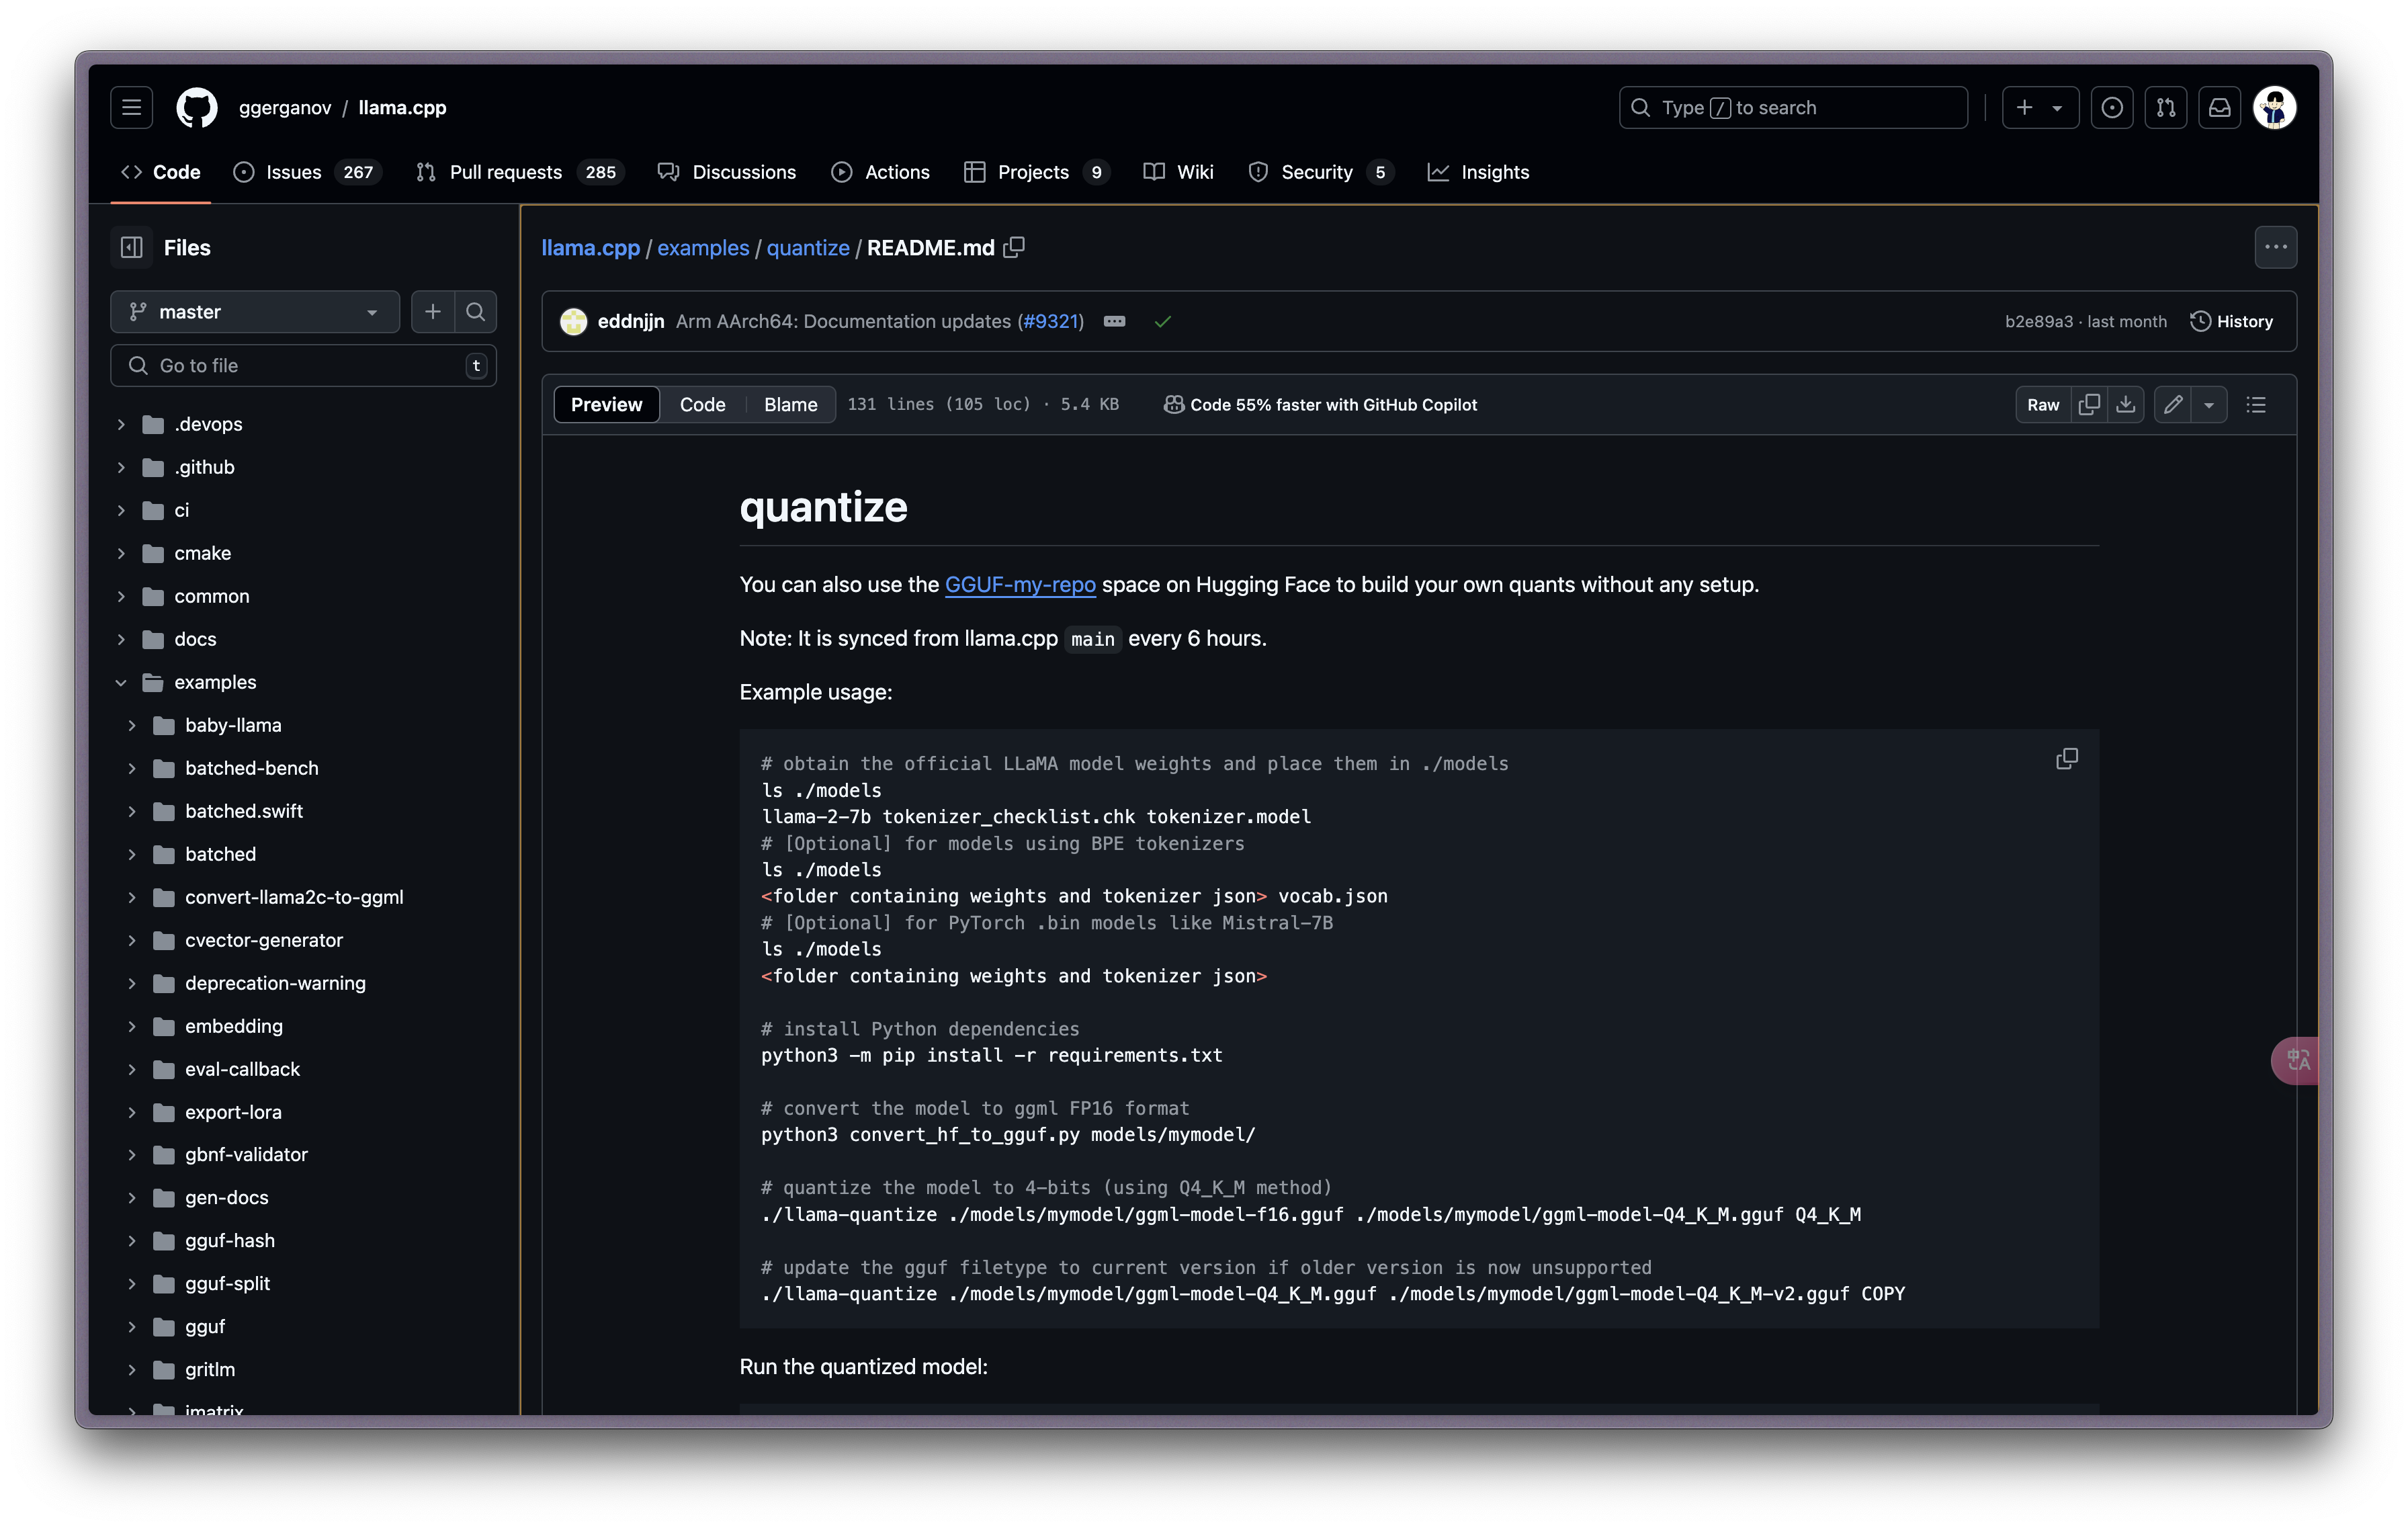 ggerganov / llama.cpp
Type / to search
Code
Issues 267
Pull requests 285
Discussions
Actions
Projects 9
Wiki
Security 5
Insights
Files
master
Go to file
t
.devops
.github
ci
cmake
common
docs
examples
baby-llama
batched-bench
batched.swift
batched
convert-llama2c-to-ggml
cvector-generator
deprecation-warning
embedding
eval-callback
export-lora
gbnf-validator
gen-docs
gguf-hash
gguf-split
gguf
gritlm
imatrix
llama.cpp / examples / quantize / README.md
eddnjjn Arm AArch64: Documentation updates (#9321)
b2e89a3 · last month
History
Preview
Code
Blame
131 lines (105 loc) · 5.4 KB
Code 55% faster with GitHub Copilot
Raw
quantize
You can also use the GGUF-my-repo space on Hugging Face to build your own quants without any setup.
Note: It is synced from llama.cpp main every 6 hours.
Example usage:
# obtain the official LLaMA model weights and place them in ./models
ls ./models
llama-2-7b tokenizer_checklist.chk tokenizer.model
# [Optional] for models using BPE tokenizers
ls ./models
<folder containing weights and tokenizer json> vocab.json
# [Optional] for PyTorch .bin models like Mistral-7B
ls ./models
<folder containing weights and tokenizer json>
# install Python dependencies
python3 -m pip install -r requirements.txt
# convert the model to ggml FP16 format
python3 convert_hf_to_gguf.py models/mymodel/
# quantize the model to 4-bits (using Q4_K_M method)
./llama-quantize ./models/mymodel/ggml-model-f16.gguf ./models/mymodel/ggml-model-Q4_K_M.gguf Q4_K_M
# update the gguf filetype to current version if older version is now unsupported
./llama-quantize ./models/mymodel/ggml-model-Q4_K_M.gguf ./models/mymodel/ggml-model-Q4_K_M-v2.gguf COPY
Run the quantized model:
中A